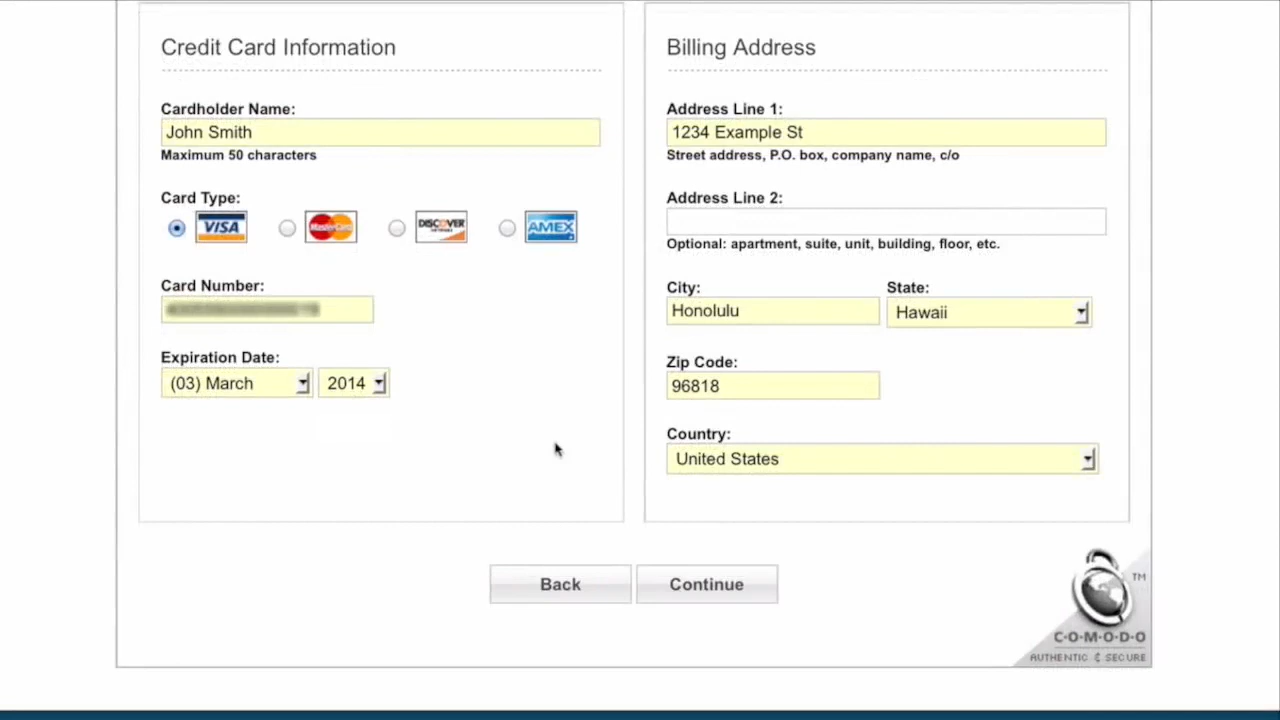 Credit Card Information
Cardholder Name:
John Smith
Maximum 50 characters
Card Type:
VISA MasterCard DISCOVER AMEX
Card Number:
Expiration Date:
(03) March 2014
Billing Address
Address Line 1:
1234 Example St
Street address, P.O. box, company name, c/o
Address Line 2:
Optional: apartment, suite, unit, building, floor, etc.
City: State:
Honolulu Hawaii
Zip Code:
96818
Country:
United States
Back Continue
TM
C·O·M·O·D·O
AUTHENTIC & SECURE